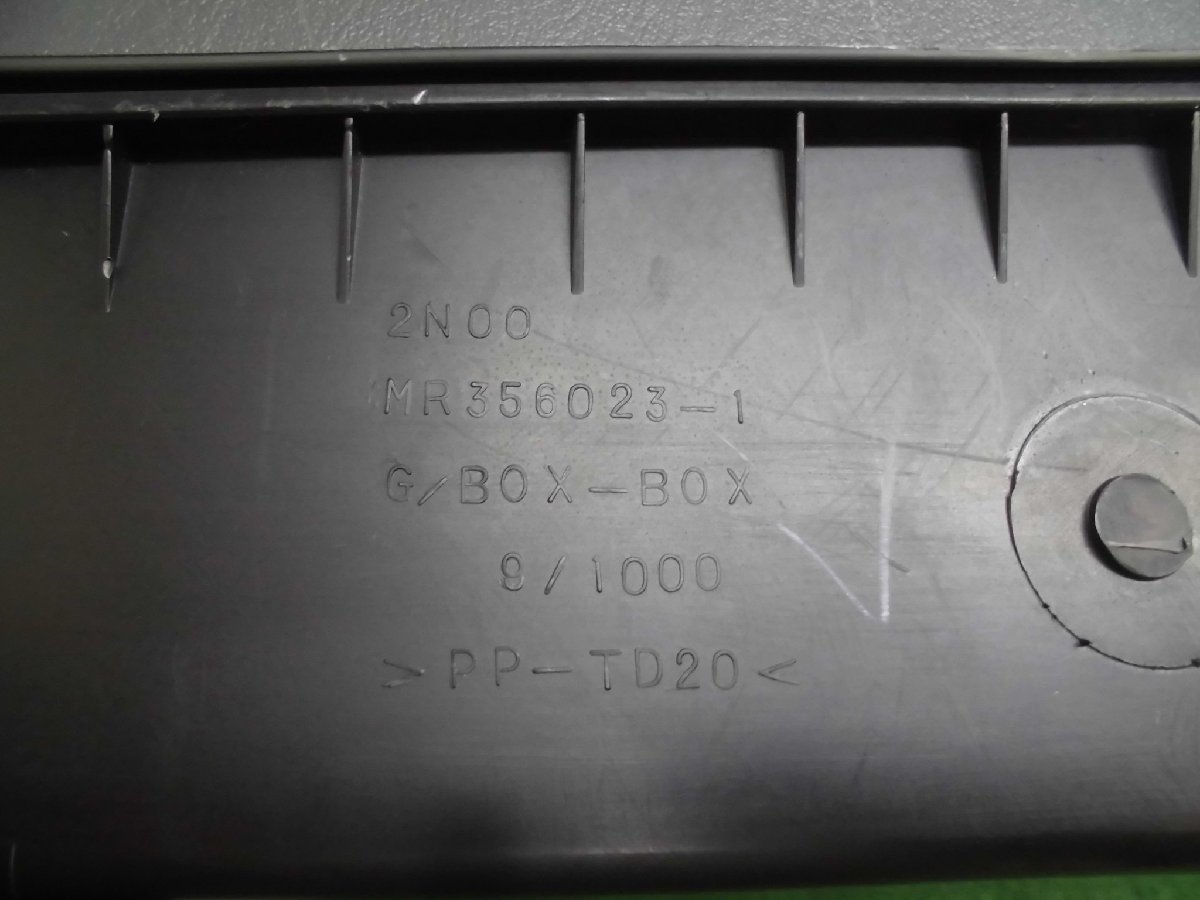 2N00
MR356023-1
G/BOX-BOX
9/1000
>PP-TD20<